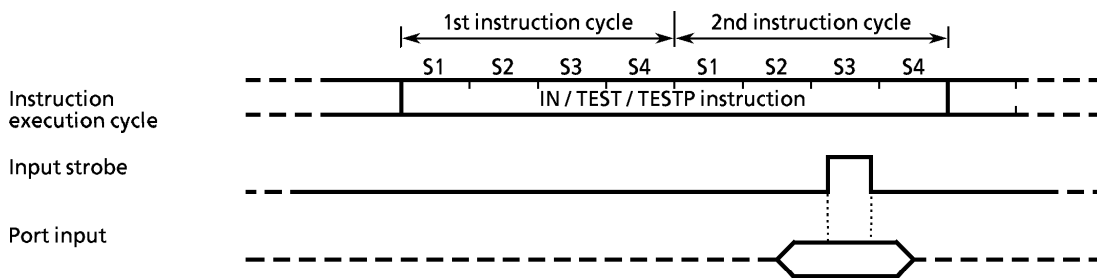 1st instruction cycle 2nd instruction cycle
S1 S2 S3 S4 S1 S2 S3 S4
IN / TEST / TESTP instruction
Instruction
execution cycle
Input strobe
Port input